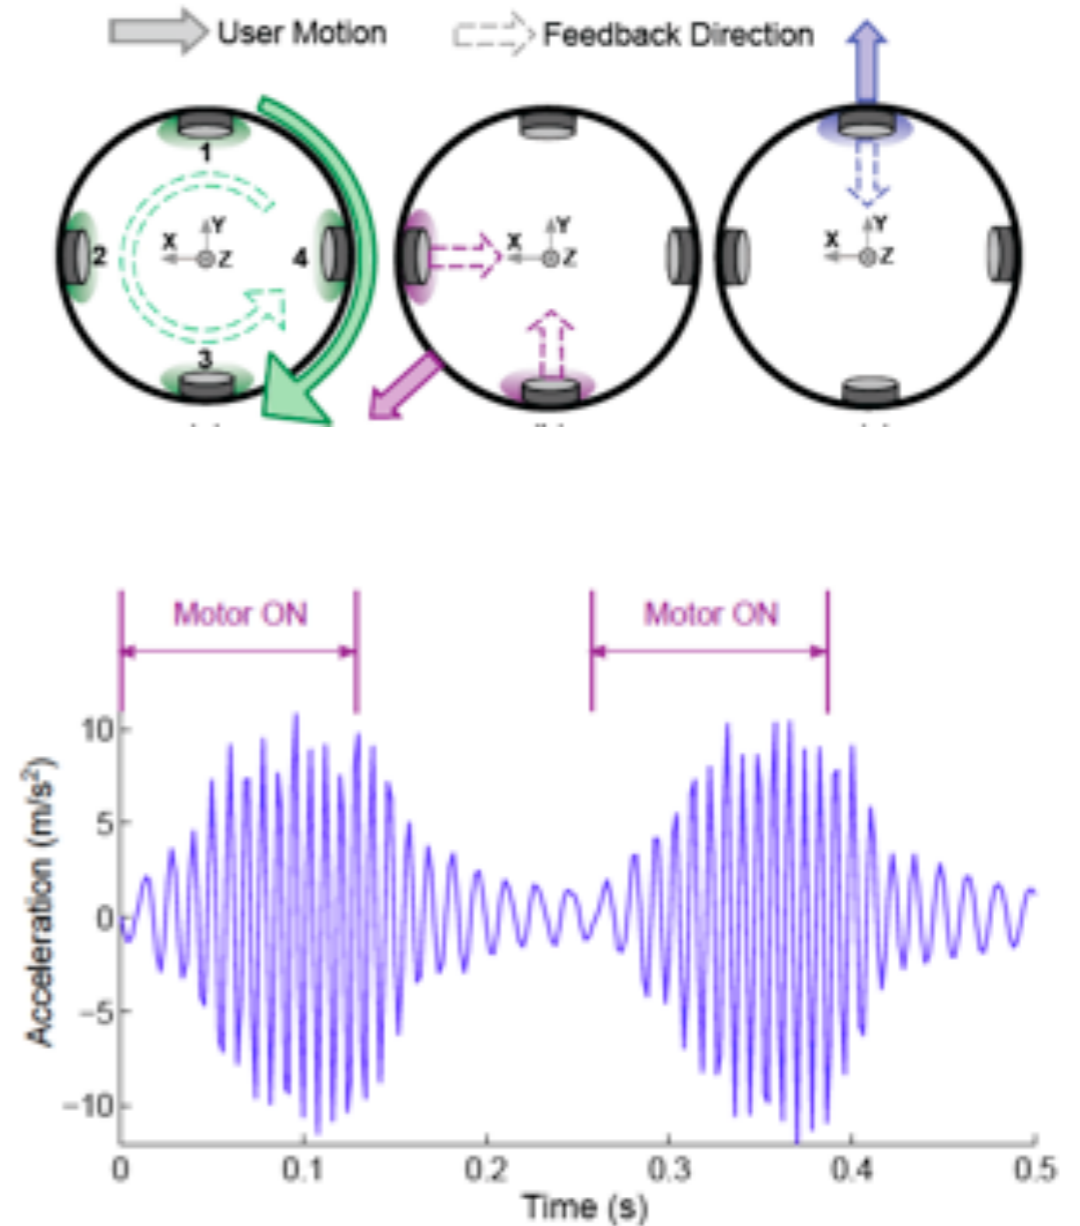 User Motion Feedback Direction
1
Y Y Y
X X X
2 Z 4 Z Z
3
Motor ON Motor ON
10
5
0
−5
−10
Acceleration (m/s²)
0 0.1 0.2 0.3 0.4 0.5
Time (s)